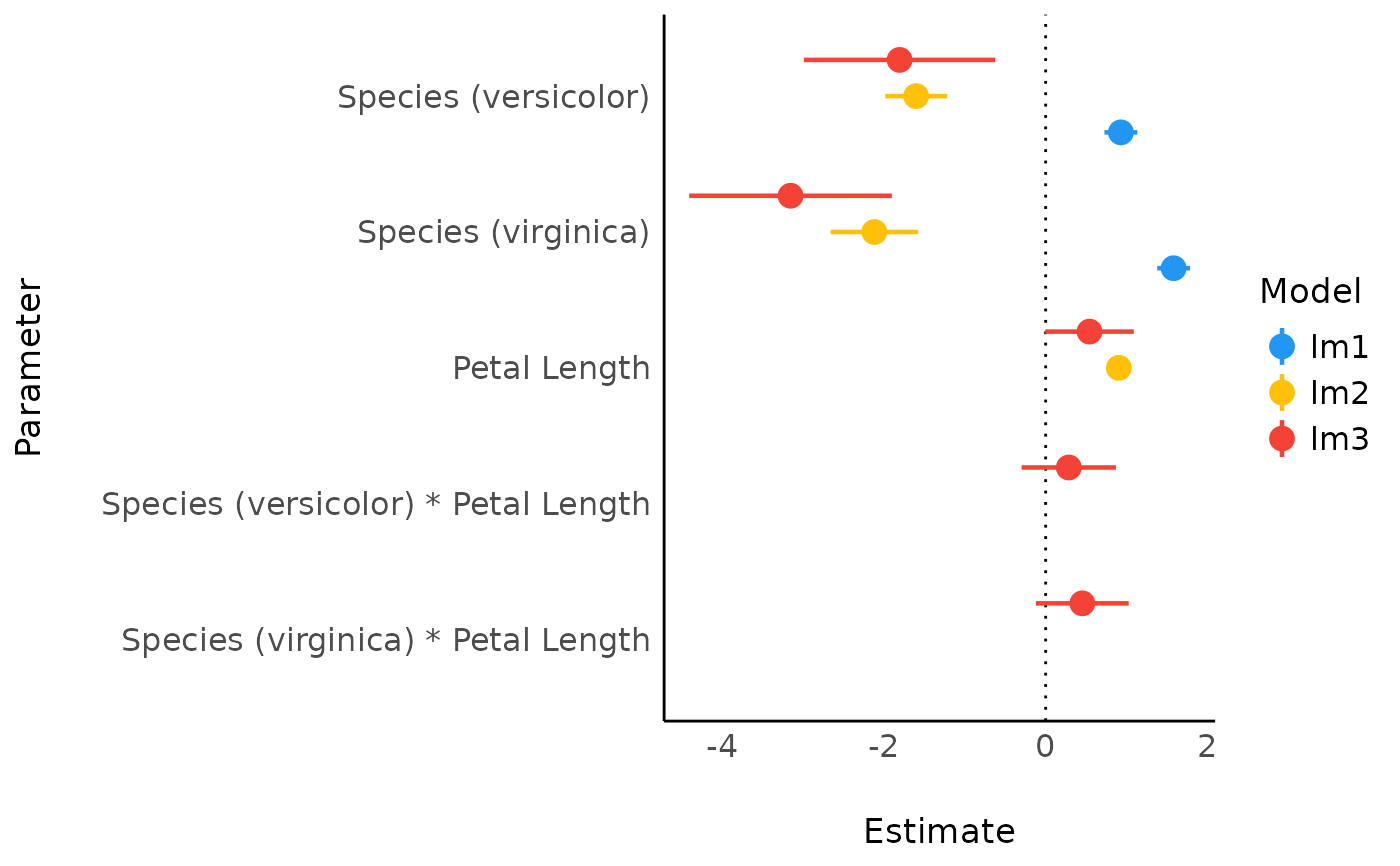 Species (versicolor)
Species (virginica)
Petal Length
Species (versicolor) * Petal Length
Species (virginica) * Petal Length
Parameter
-4
-2
0
2
Estimate
Model
lm1
lm2
lm3